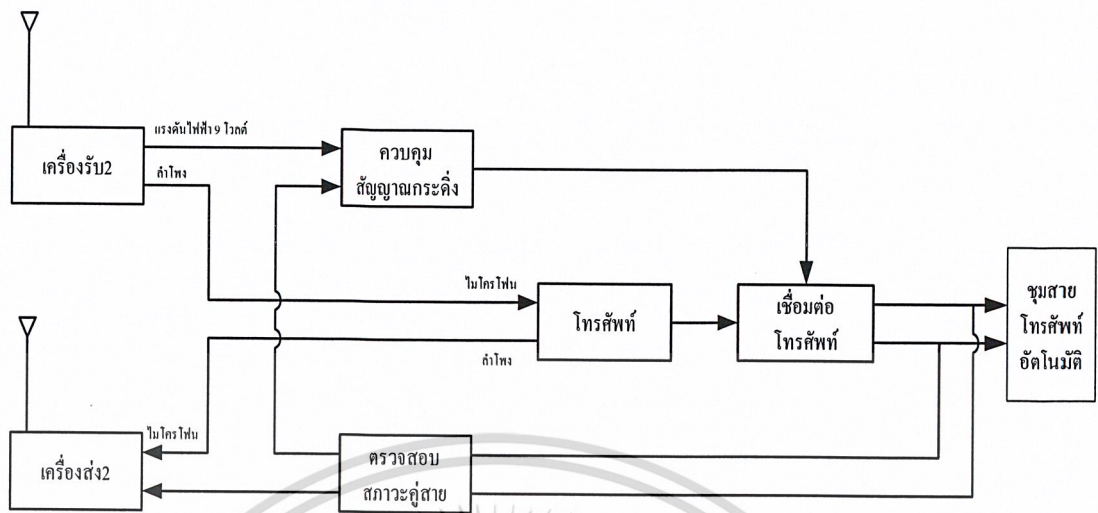 แรงดันไฟฟ้า 9 โวลต์
เครื่องรับ2
ลำโพง
ควบคุม
สัญญาณกระดิ่ง
ไมโครโฟน
โทรศัพท์
ลำโพง
เชื่อมต่อ
โทรศัพท์
ชุมสาย
โทรศัพท์
อัตโนมัติ
ไมโครโฟน
เครื่องส่ง2
ตรวจสอบ
สภาวะคู่สาย